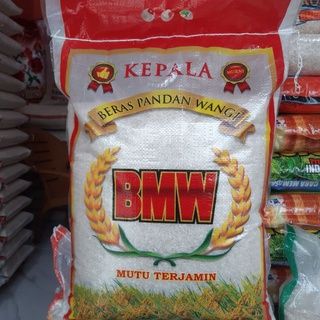 KEPALA
BERAS PANDAN WANGI
BMW
MUTU TERJAMIN